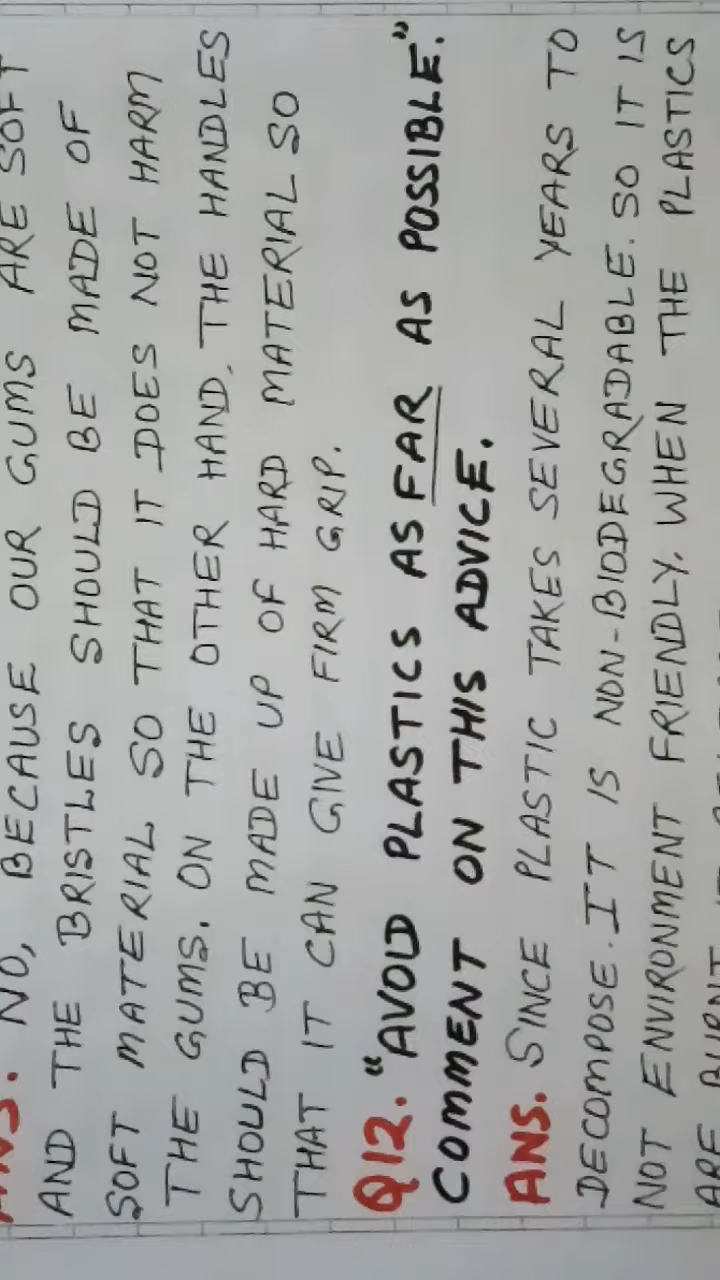 ANS. NO, BECAUSE OUR GUMS ARE SOFT
AND THE BRISTLES SHOULD BE MADE OF
SOFT MATERIAL SO THAT IT DOES NOT HARM
THE GUMS. ON THE OTHER HAND, THE HANDLES
SHOULD BE MADE UP OF HARD MATERIAL SO
THAT IT CAN GIVE FIRM GRIP.
Q12. "AVOID PLASTICS AS FAR AS POSSIBLE."
COMMENT ON THIS ADVICE.
ANS. SINCE PLASTIC TAKES SEVERAL YEARS TO
DECOMPOSE. IT IS NON-BIODEGRADABLE. SO IT IS
NOT ENVIRONMENT FRIENDLY. WHEN THE PLASTICS
ARE BURNT